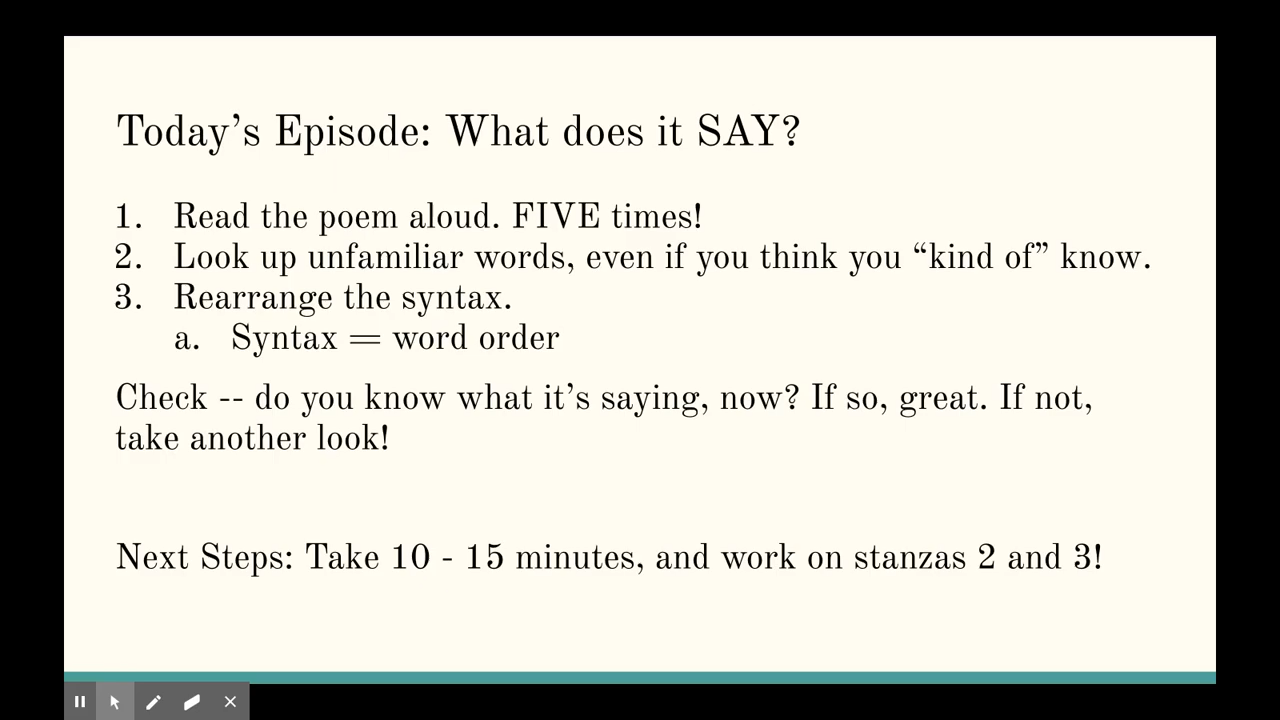 Today’s Episode: What does it SAY?
1. Read the poem aloud. FIVE times!
2. Look up unfamiliar words, even if you think you “kind of” know.
3. Rearrange the syntax.
a. Syntax = word order
Check -- do you know what it’s saying, now? If so, great. If not,
take another look!
Next Steps: Take 10 - 15 minutes, and work on stanzas 2 and 3!